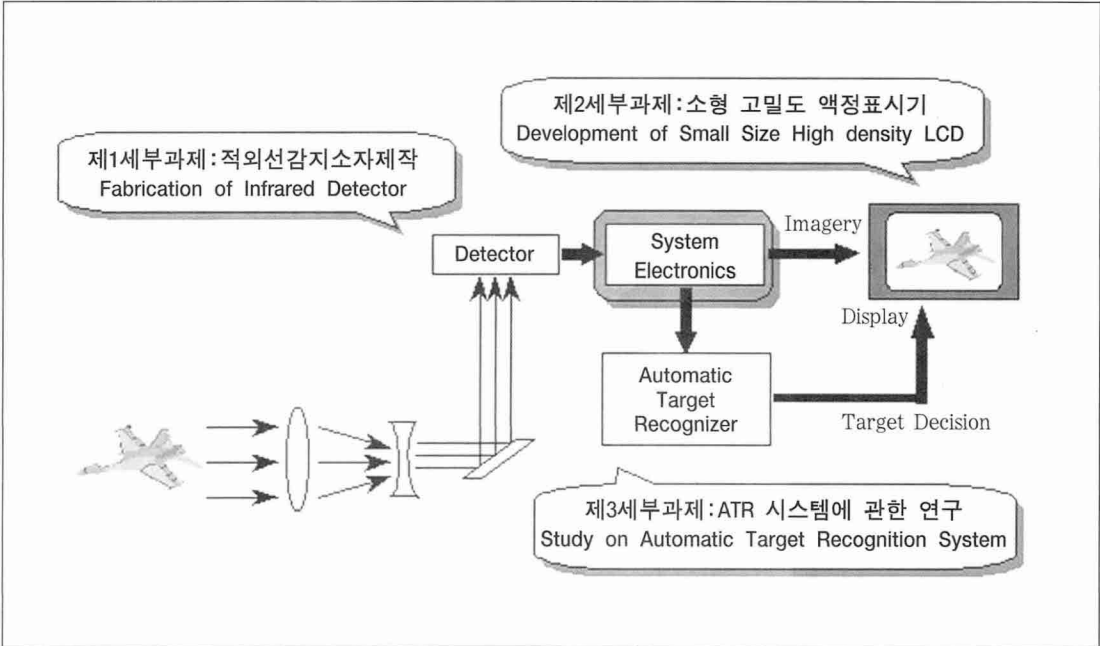 제2세부과제:소형 고밀도 액정표시기
Development of Small Size High density LCD
제1세부과제:적외선감지소자제작
Fabrication of Infrared Detector
Detector
System
Electronics
Imagery
Display
Automatic
Target
Recognizer
Target Decision
제3세부과제:ATR 시스템에 관한 연구
Study on Automatic Target Recognition System